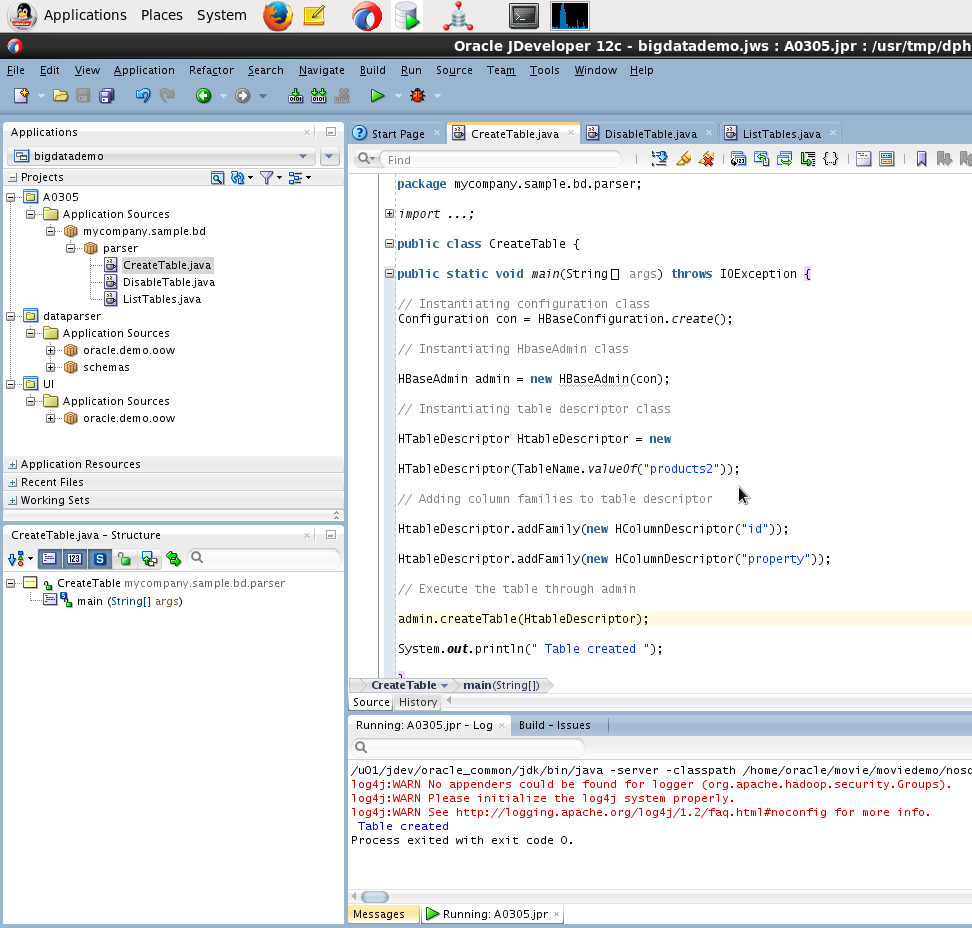 Applications Places System
Oracle JDeveloper 12c - bigdatademo.jws : A0305.jpr : /usr/tmp/dph
File Edit View Application Refactor Search Navigate Build Run Source Team Tools Window Help
Applications
bigdatademo
Projects
A0305
Application Sources
mycompany.sample.bd
parser
CreateTable.java
DisableTable.java
ListTables.java
dataparser
Application Sources
oracle.demo.oow
schemas
UI
Application Sources
oracle.demo.oow
Application Resources
Recent Files
Working Sets
CreateTable.java - Structure
CreateTable mycompany.sample.bd.parser
main (String[] args)
Start Page CreateTable.java DisableTable.java ListTables.java
Find
package mycompany.sample.bd.parser;
import ...;
public class CreateTable {
public static void main(String[] args) throws IOException {
// Instantiating configuration class
Configuration con = HBaseConfiguration.create();
// Instantiating HbaseAdmin class
HBaseAdmin admin = new HBaseAdmin(con);
// Instantiating table descriptor class
HTableDescriptor HtableDescriptor = new
HTableDescriptor(TableName.valueOf("products2"));
// Adding column families to table descriptor
HtableDescriptor.addFamily(new HColumnDescriptor("id"));
HtableDescriptor.addFamily(new HColumnDescriptor("property"));
// Execute the table through admin
admin.createTable(HtableDescriptor);
System.out.println(" Table created ");
}
CreateTable main(String[])
Source History
Running: A0305.jpr - Log Build - Issues
/u01/jdev/oracle_common/jdk/bin/java -server -classpath /home/oracle/movie/moviedemo/nosq
log4j:WARN No appenders could be found for logger (org.apache.hadoop.security.Groups).
log4j:WARN Please initialize the log4j system properly.
log4j:WARN See http://logging.apache.org/log4j/1.2/faq.html#noconfig for more info.
Table created
Process exited with exit code 0.
Messages Running: A0305.jpr